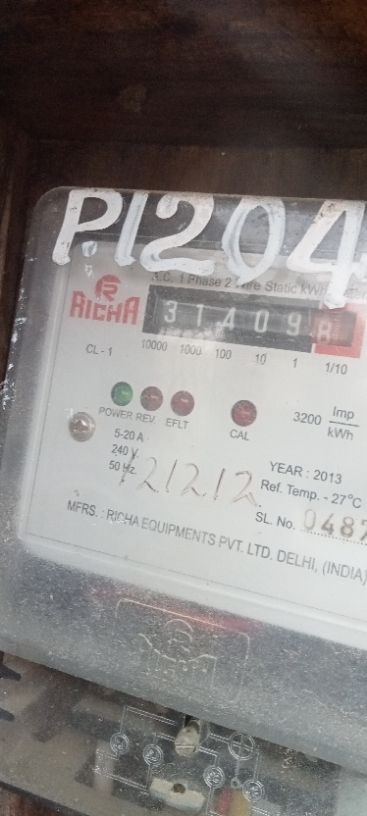 P1204
A.C. 1 Phase 2 Wire Static kWh
RICHA
314098
CL - 1
10000 1000 100 10 1 1/10
POWER REV. EFLT
CAL
3200 Imp/kWh
5-20 A
240 V
50 Hz
121212
YEAR : 2013
Ref. Temp. - 27°C
SL. No. 0487
MFRS. : RICHA EQUIPMENTS PVT. LTD. DELHI, (INDIA)